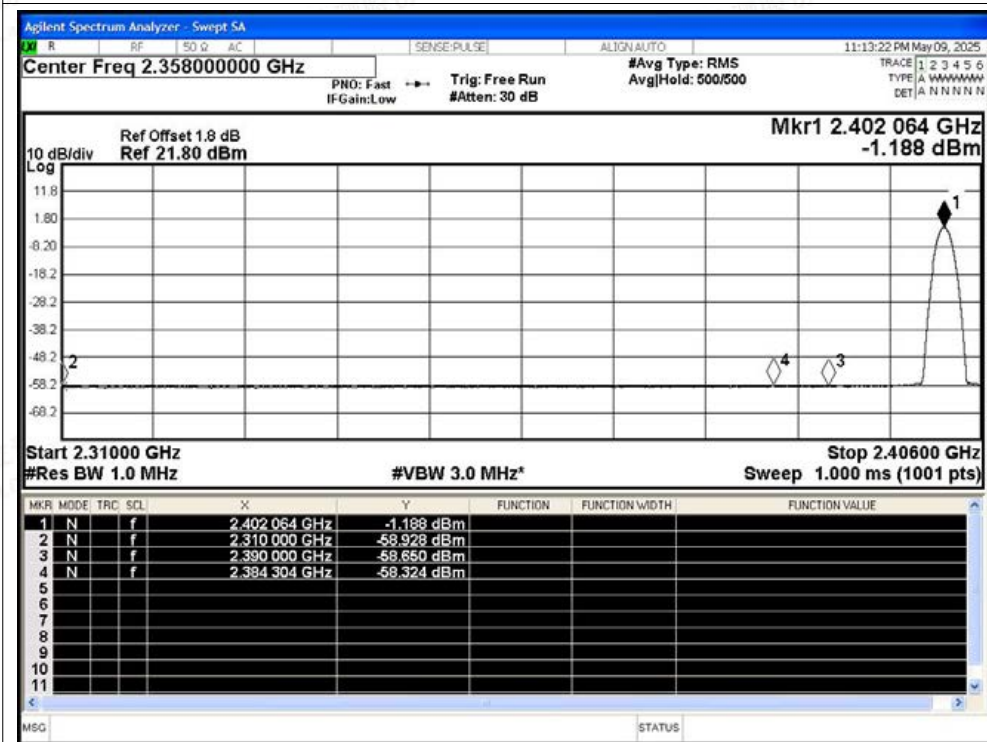 Agilent Spectrum Analyzer - Swept SA
LXI R RF 50 Ω AC SENSE:PULSE ALIGN AUTO 11:13:22 PM May 09, 2025
Center Freq 2.358000000 GHz
PNO: Fast
IFGain:Low
Trig: Free Run
#Atten: 30 dB
#Avg Type: RMS
Avg|Hold: 500/500
TRACE 1 2 3 4 5 6
TYPE A WWWWW
DET A N N N N N
Ref Offset 1.8 dB
10 dB/div Ref 21.80 dBm
Log
Mkr1 2.402 064 GHz
-1.188 dBm
11.8
1.80
-8.20
-18.2
-28.2
-38.2
-48.2
-58.2
-68.2
1
2
4
3
Start 2.31000 GHz Stop 2.40600 GHz
#Res BW 1.0 MHz #VBW 3.0 MHz* Sweep 1.000 ms (1001 pts)
MKR MODE TRC SCL X Y FUNCTION FUNCTION WIDTH FUNCTION VALUE
1 N f 2.402 064 GHz -1.188 dBm
2 N f 2.310 000 GHz -58.928 dBm
3 N f 2.390 000 GHz -58.650 dBm
4 N f 2.384 304 GHz -58.324 dBm
5
6
7
8
9
10
11
MSG STATUS